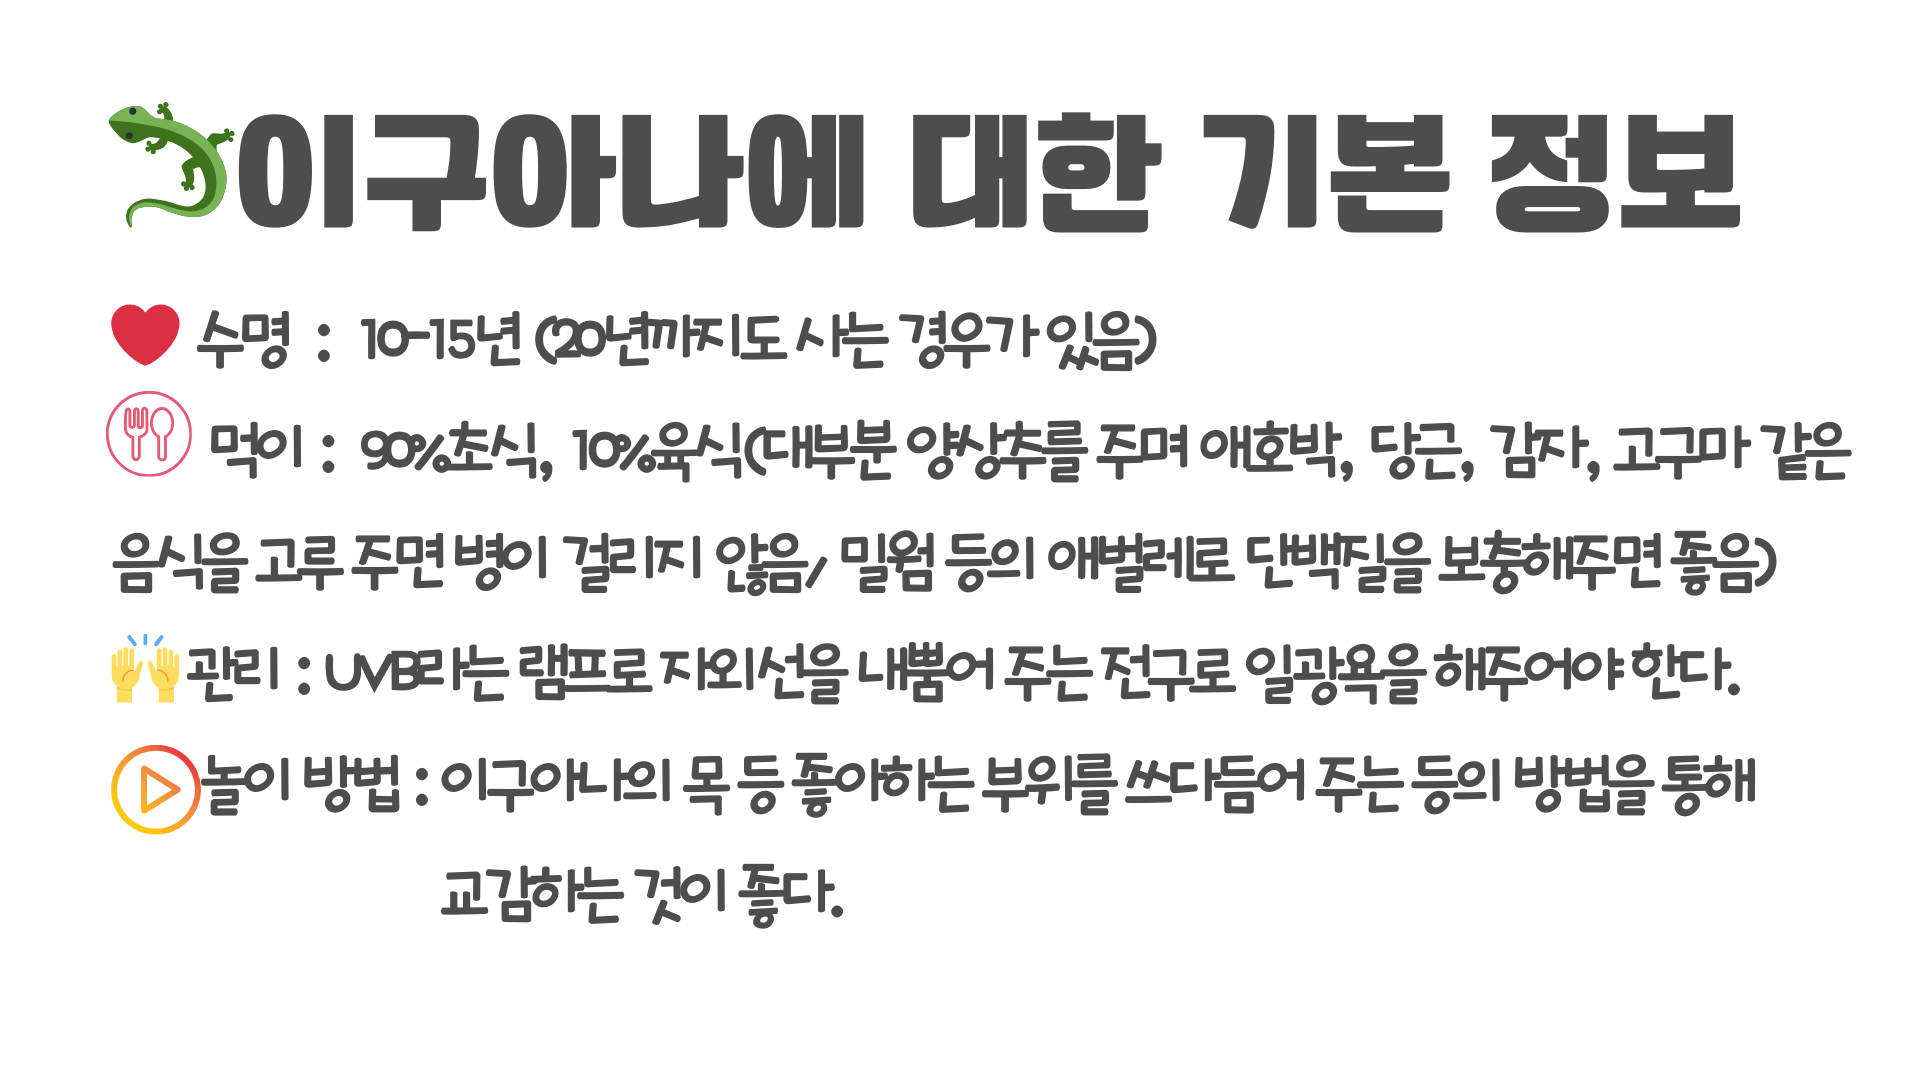 이구아나에 대한 기본 정보
수명 : 10-15년 (20년까지도 사는 경우가 있음)
먹이 : 90%초식, 10%육식(대부분 양상추를 주며 애호박, 당근, 감자, 고구마 같은
음식을 고루 주면 병이 걸리지 않음/ 밀웜 등의 애벌레로 단백질을 보충해주면 좋음)
관리 : UVB라는 램프로 자외선을 내뿜어 주는 전구로 일광욕을 해주어야 한다.
놀이 방법 : 이구아나의 목 등 좋아하는 부위를 쓰다듬어 주는 등의 방법을 통해
교감하는 것이 좋다.